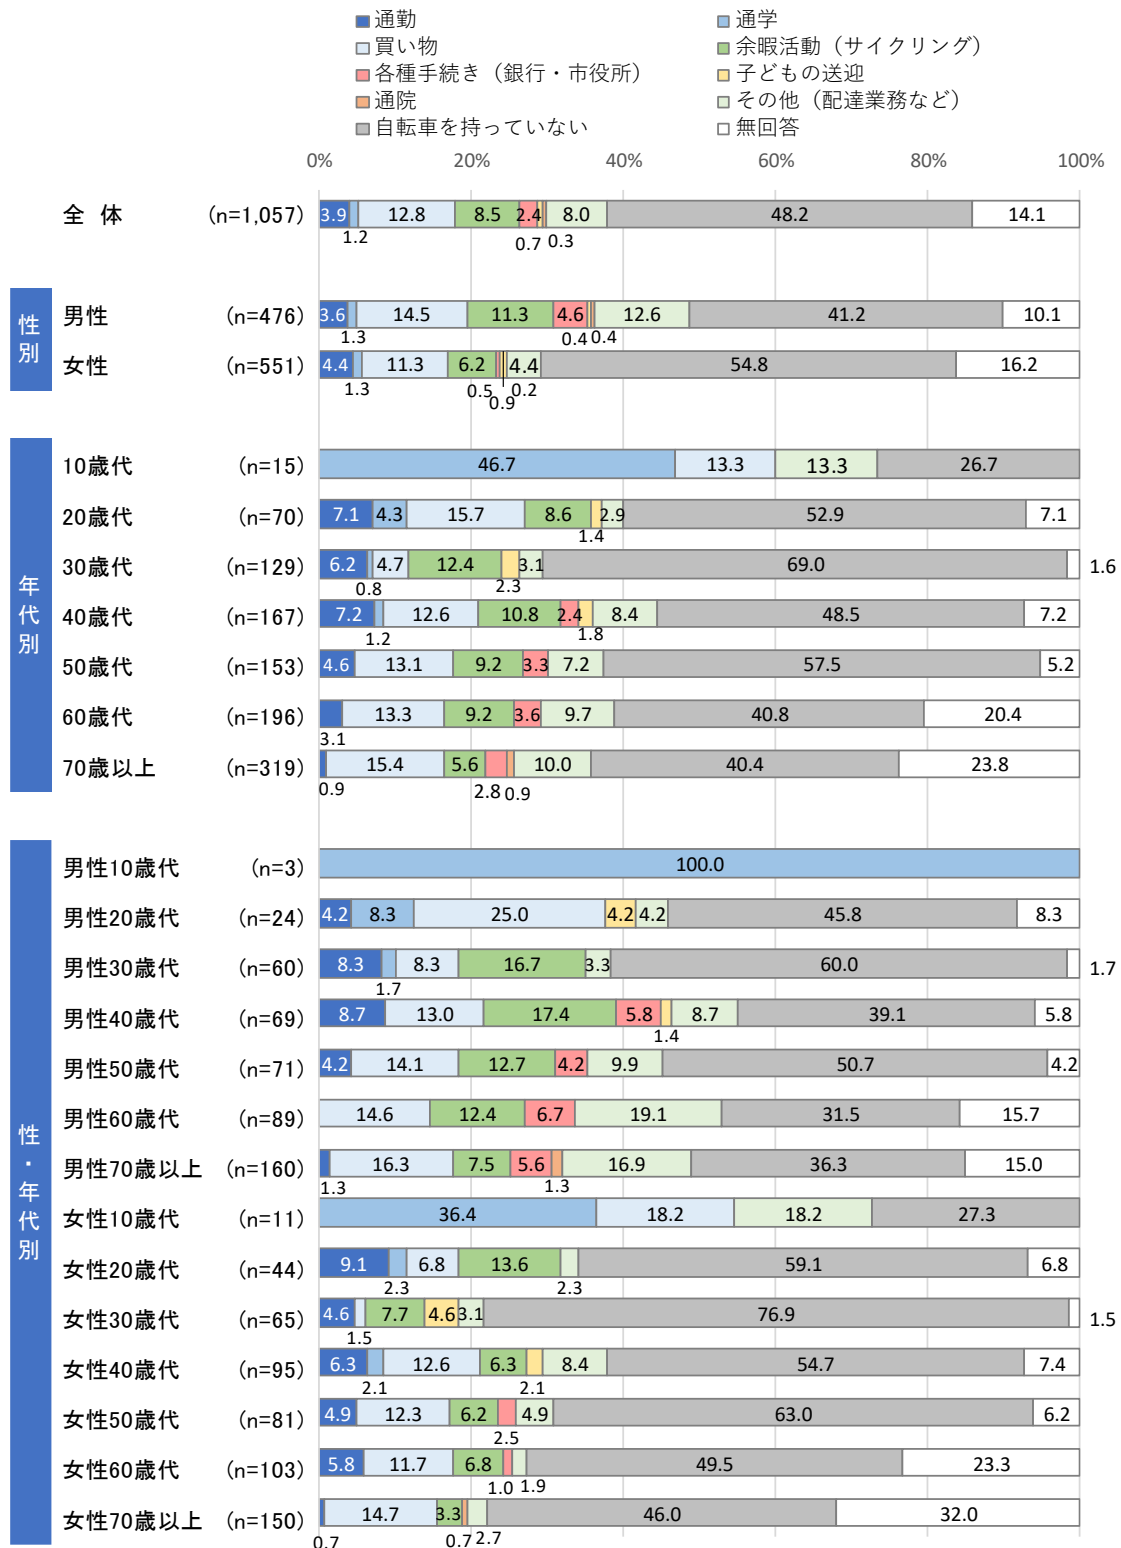 通勤 通学
買い物 余暇活動（サイクリング）
各種手続き（銀行・市役所） 子どもの送迎
通院 その他（配達業務など）
自転車を持っていない 無回答
0% 20% 40% 60% 80% 100%
全 体 (n=1,057) 3.9 1.2 12.8 8.5 2.4 0.7 0.3 8.0 48.2 14.1
性別
男性 (n=476) 3.6 1.3 14.5 11.3 4.6 0.4 0.4 12.6 41.2 10.1
女性 (n=551) 4.4 1.3 11.3 6.2 0.5 0.9 0.2 4.4 54.8 16.2
年代別
10歳代 (n=15) 46.7 13.3 13.3 26.7
20歳代 (n=70) 7.1 4.3 15.7 8.6 1.4 2.9 52.9 7.1
30歳代 (n=129) 6.2 0.8 4.7 12.4 2.3 3.1 69.0 1.6
40歳代 (n=167) 7.2 1.2 12.6 10.8 2.4 1.8 8.4 48.5 7.2
50歳代 (n=153) 4.6 13.1 9.2 3.3 7.2 57.5 5.2
60歳代 (n=196) 3.1 13.3 9.2 3.6 9.7 40.8 20.4
70歳以上 (n=319) 0.9 15.4 5.6 2.8 0.9 10.0 40.4 23.8
性・年代別
男性10歳代 (n=3) 100.0
男性20歳代 (n=24) 4.2 8.3 25.0 4.2 4.2 45.8 8.3
男性30歳代 (n=60) 8.3 1.7 8.3 16.7 3.3 60.0 1.7
男性40歳代 (n=69) 8.7 13.0 17.4 5.8 1.4 8.7 39.1 5.8
男性50歳代 (n=71) 4.2 14.1 12.7 4.2 9.9 50.7 4.2
男性60歳代 (n=89) 14.6 12.4 6.7 19.1 31.5 15.7
男性70歳以上 (n=160) 1.3 16.3 7.5 5.6 1.3 16.9 36.3 15.0
女性10歳代 (n=11) 36.4 18.2 18.2 27.3
女性20歳代 (n=44) 9.1 2.3 6.8 13.6 2.3 59.1 6.8
女性30歳代 (n=65) 4.6 1.5 7.7 4.6 3.1 76.9 1.5
女性40歳代 (n=95) 6.3 2.1 12.6 6.3 2.1 8.4 54.7 7.4
女性50歳代 (n=81) 4.9 12.3 6.2 2.5 4.9 63.0 6.2
女性60歳代 (n=103) 5.8 11.7 6.8 1.0 1.9 49.5 23.3
女性70歳以上 (n=150) 0.7 14.7 3.3 0.7 2.7 46.0 32.0